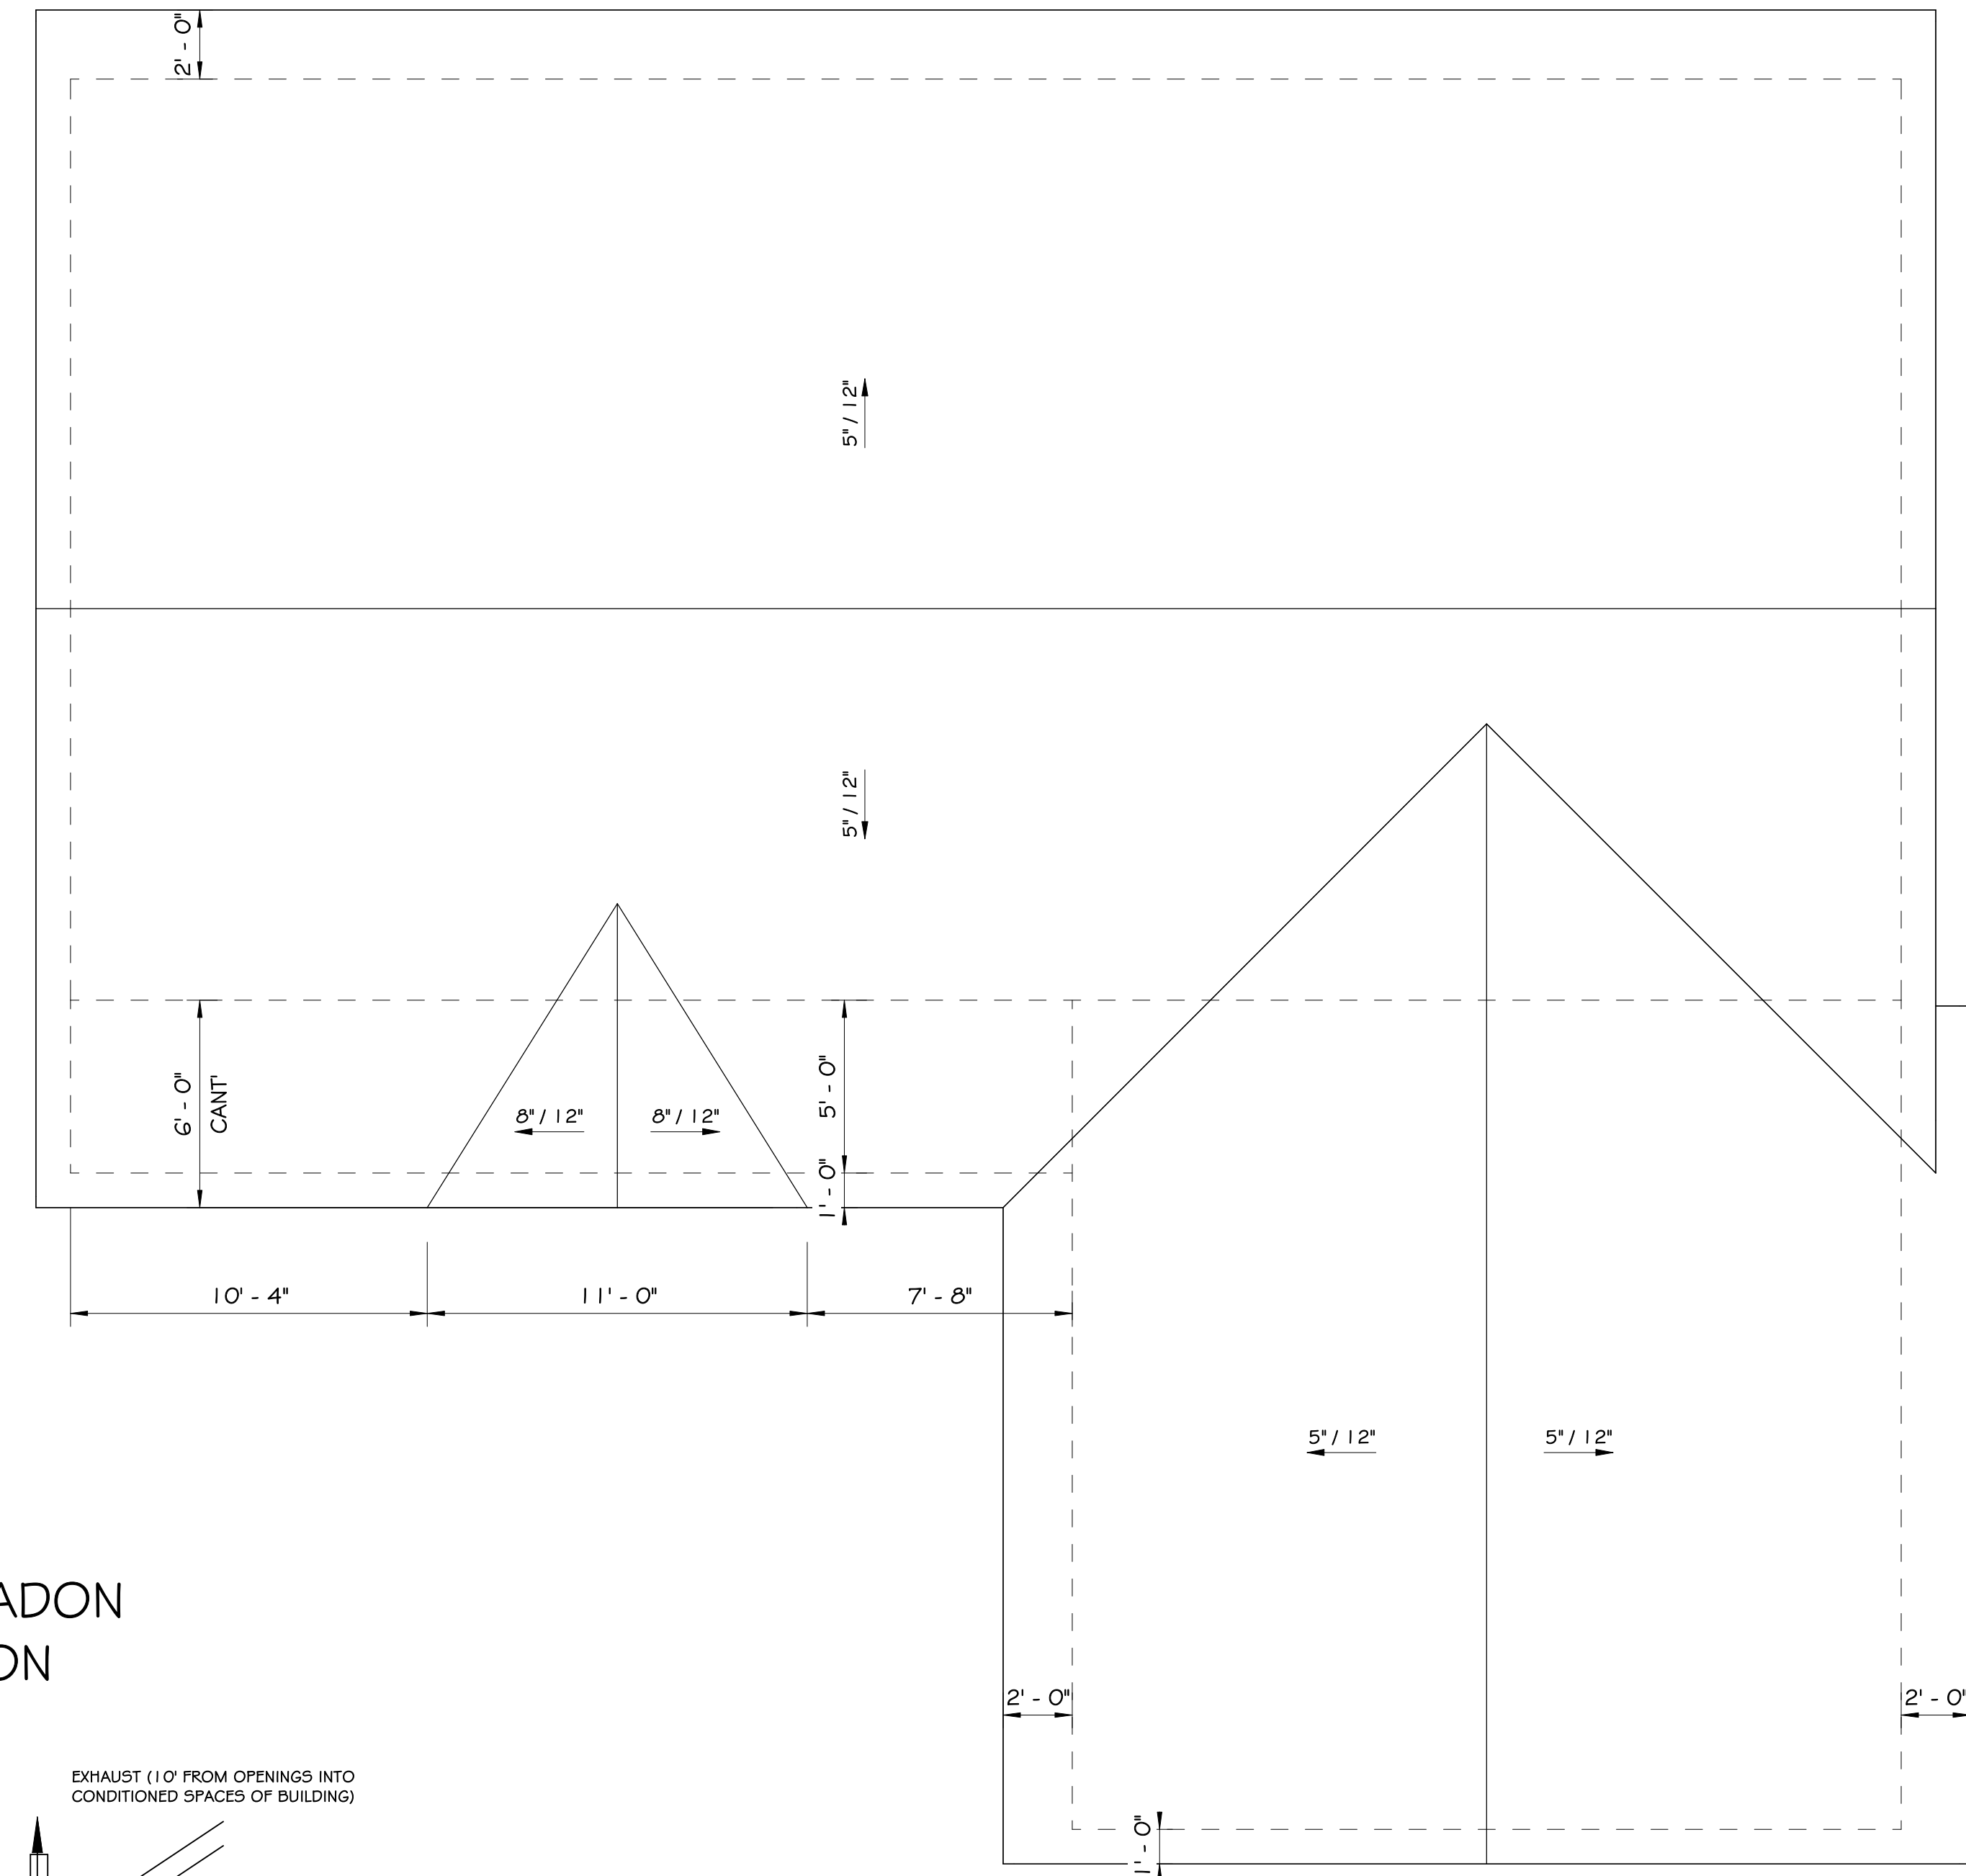 2' - 0"
5" / 12"
5" / 12"
6' - 0"
CANT'
8" / 12"
8" / 12"
5' - 0"
1' - 0"
10' - 4"
11' - 0"
7' - 8"
5" / 12"
5" / 12"
ADON
ON
2' - 0"
2' - 0"
EXHAUST (10' FROM OPENINGS INTO
CONDITIONED SPACES OF BUILDING)
1' - 0"